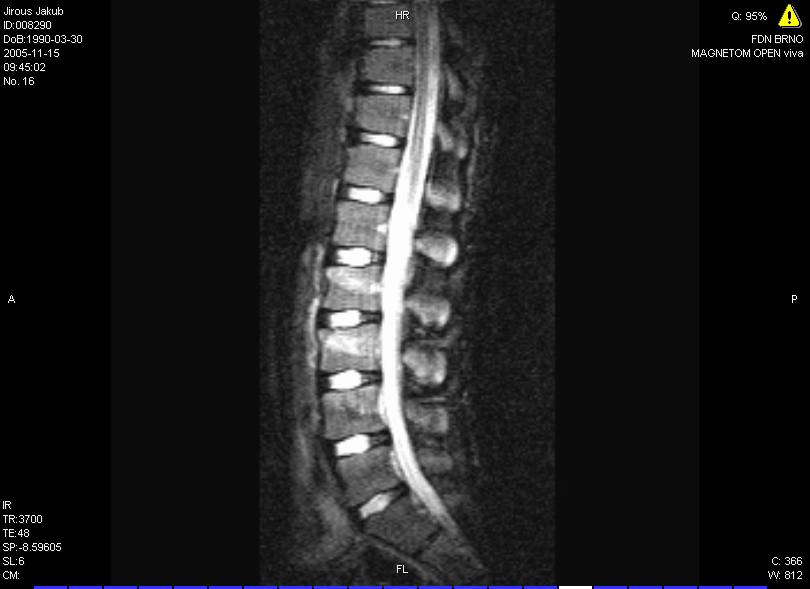 Jirous Jakub
ID:008290
DoB:1990-03-30
2005-11-15
09:45:02
No. 16
HR
Q: 95%
FDN BRNO
MAGNETOM OPEN viva
A
P
IR
TR:3700
TE:48
SP:-8.59605
SL:6
CM:
FL
C: 366
W: 812